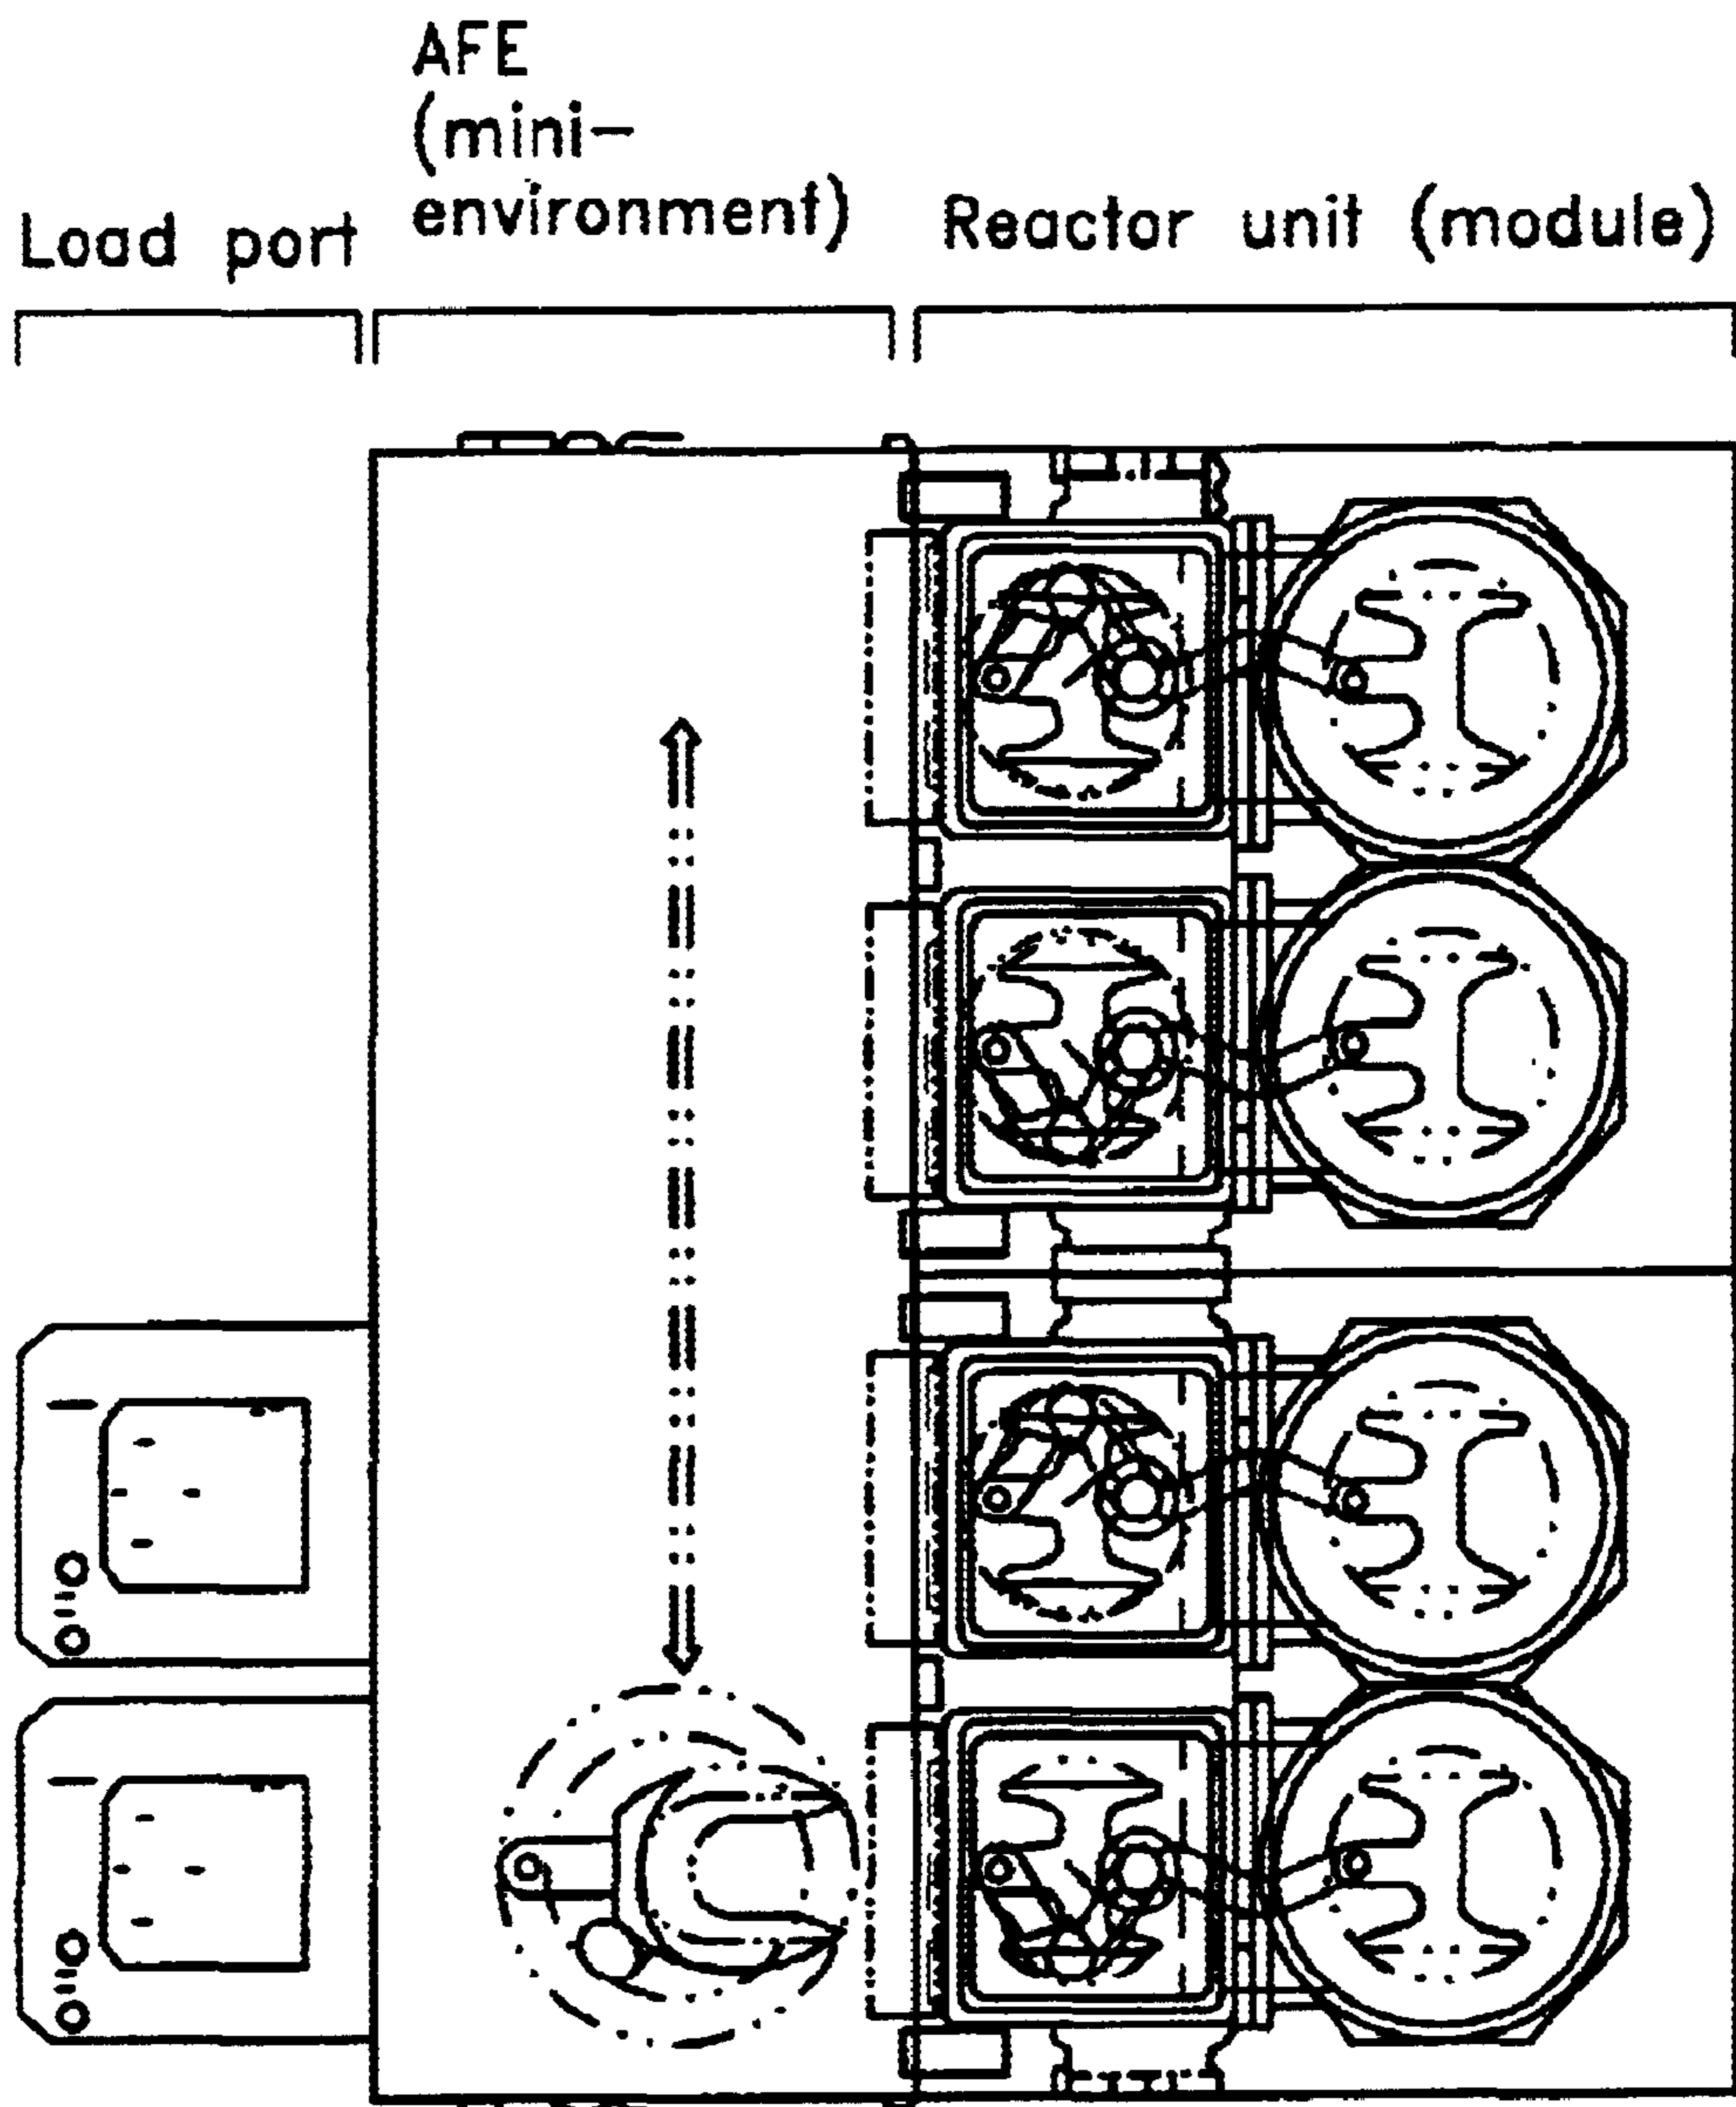 AFE
(mini-
environment)
Load port
Reactor unit (module)